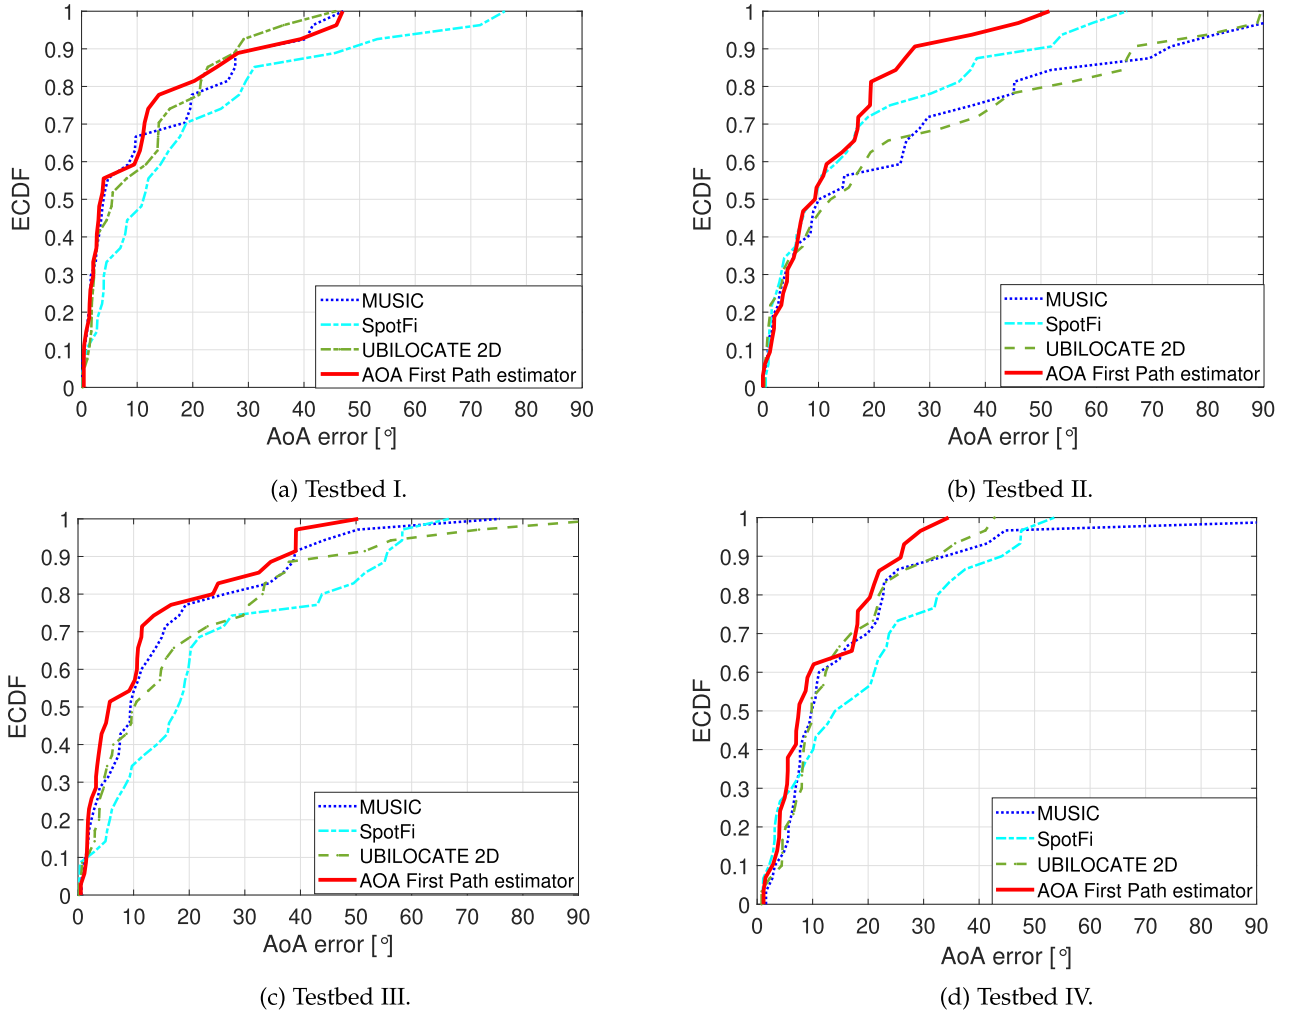 1
0.9
0.8
0.7
0.6
0.5
0.4
0.3
0.2
0.1
0
ECDF
MUSIC
SpotFi
UBILOCATE 2D
AOA First Path estimator
0 10 20 30 40 50 60 70 80 90
AoA error [°]
(a) Testbed I.
1
0.9
0.8
0.7
0.6
0.5
0.4
0.3
0.2
0.1
0
ECDF
MUSIC
SpotFi
UBILOCATE 2D
AOA First Path estimator
0 10 20 30 40 50 60 70 80 90
AoA error [°]
(b) Testbed II.
1
0.9
0.8
0.7
0.6
0.5
0.4
0.3
0.2
0.1
0
ECDF
MUSIC
SpotFi
UBILOCATE 2D
AOA First Path estimator
0 10 20 30 40 50 60 70 80 90
AoA error [°]
(c) Testbed III.
1
0.9
0.8
0.7
0.6
0.5
0.4
0.3
0.2
0.1
0
ECDF
MUSIC
SpotFi
UBILOCATE 2D
AOA First Path estimator
0 10 20 30 40 50 60 70 80 90
AoA error [°]
(d) Testbed IV.